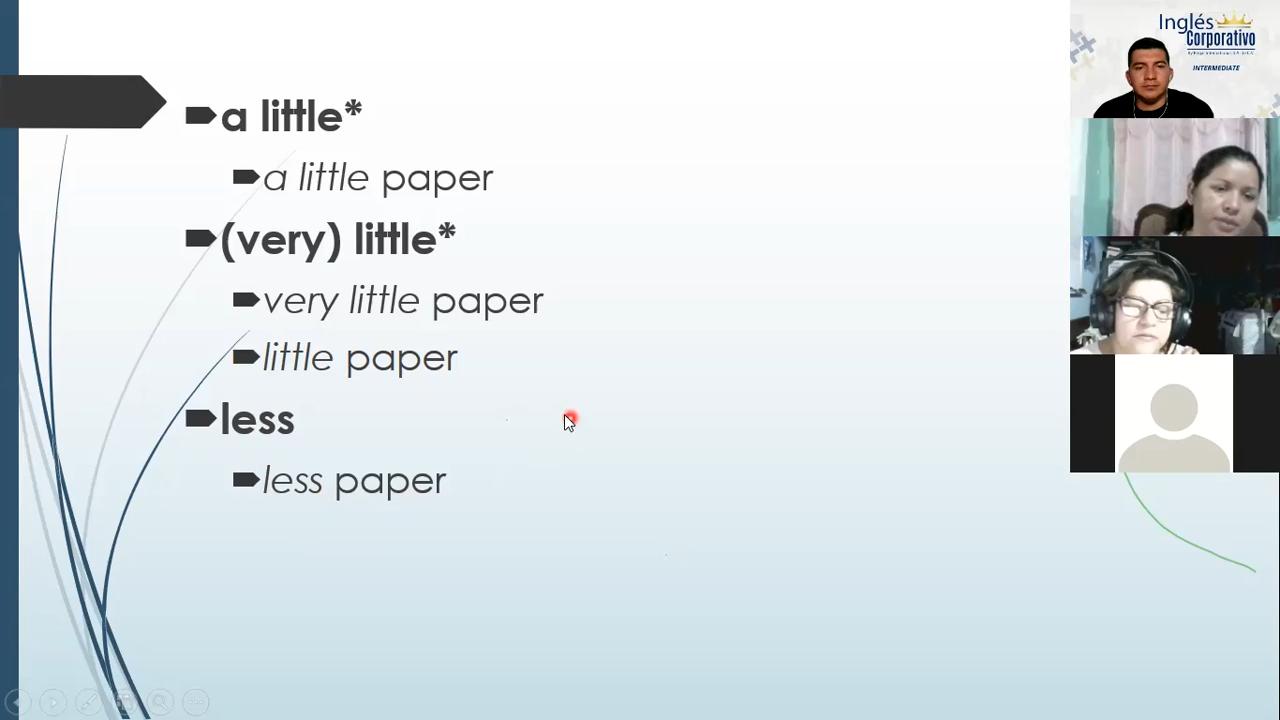 a little*
a little paper
(very) little*
very little paper
little paper
less
less paper
Inglés
Corporativo
INTERMEDIATE